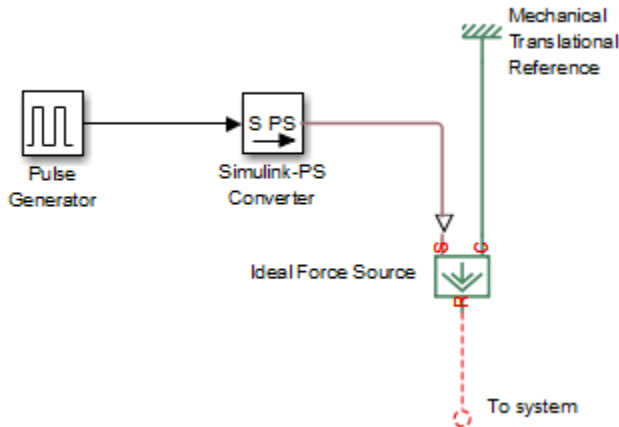 Mechanical
Translational
Reference
S PS
Pulse
Generator
Simulink-PS
Converter
S
C
Ideal Force Source
R
To system